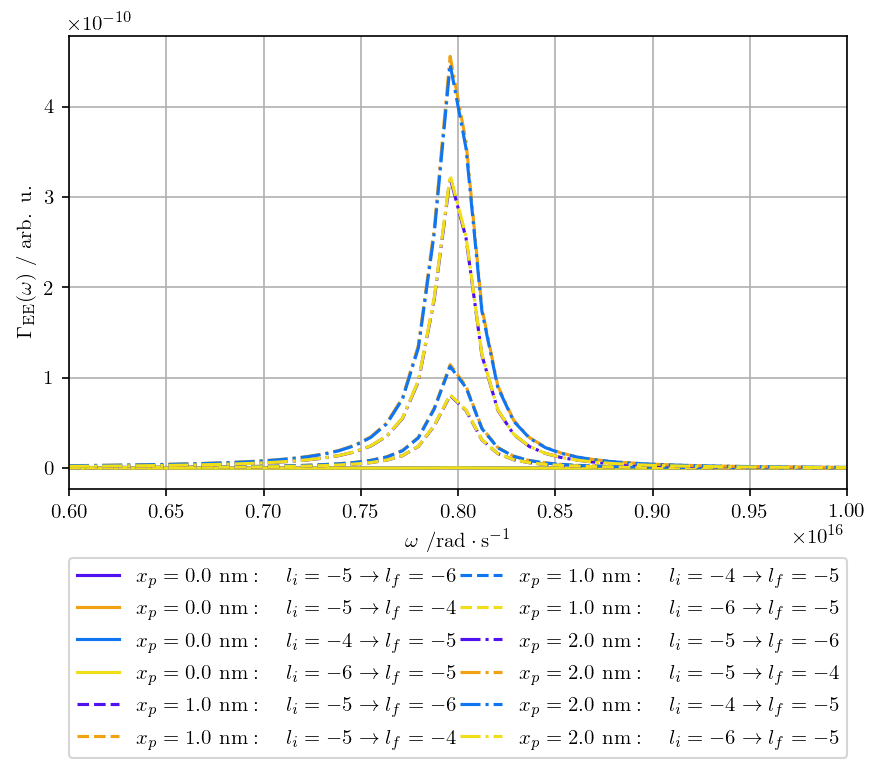 ×10⁻¹⁰
4
3
2
1
0
Γ_EE(ω) / arb. u.
0.60 0.65 0.70 0.75 0.80 0.85 0.90 0.95 1.00
ω /rad · s⁻¹
×10¹⁶
x_p = 0.0 nm : l_i = −5 → l_f = −6
x_p = 0.0 nm : l_i = −5 → l_f = −4
x_p = 0.0 nm : l_i = −4 → l_f = −5
x_p = 0.0 nm : l_i = −6 → l_f = −5
x_p = 1.0 nm : l_i = −5 → l_f = −6
x_p = 1.0 nm : l_i = −5 → l_f = −4
x_p = 1.0 nm : l_i = −4 → l_f = −5
x_p = 1.0 nm : l_i = −6 → l_f = −5
x_p = 2.0 nm : l_i = −5 → l_f = −6
x_p = 2.0 nm : l_i = −5 → l_f = −4
x_p = 2.0 nm : l_i = −4 → l_f = −5
x_p = 2.0 nm : l_i = −6 → l_f = −5